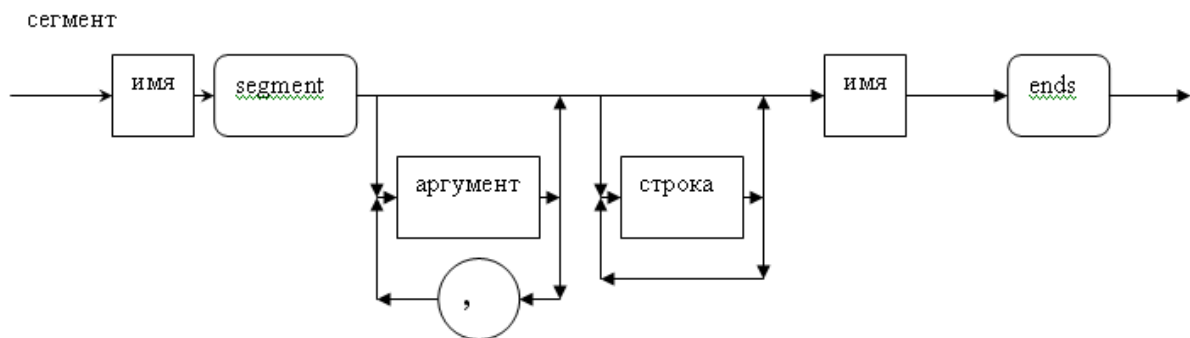 сегмент
имя
segment
имя
ends
аргумент
строка
,